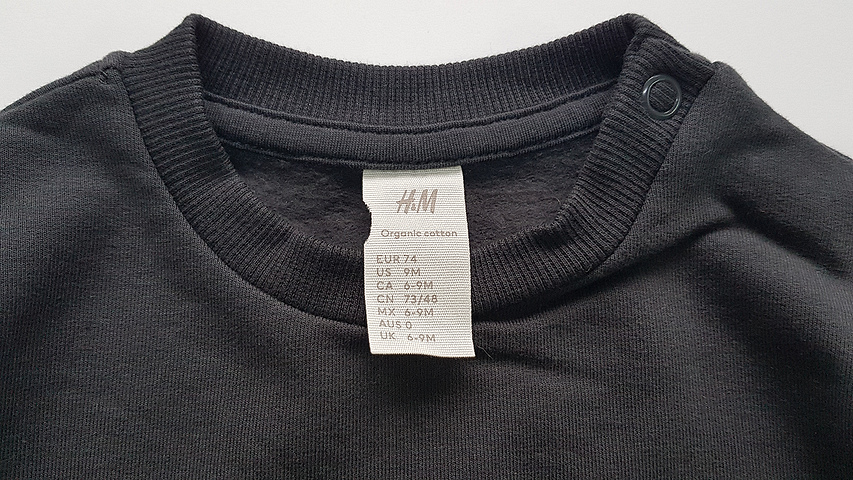 H&M
Organic cotton
EUR 74
US 9M
CA 6-9M
CN 73/48
MX 6-9M
AUS 0
UK 6-9M